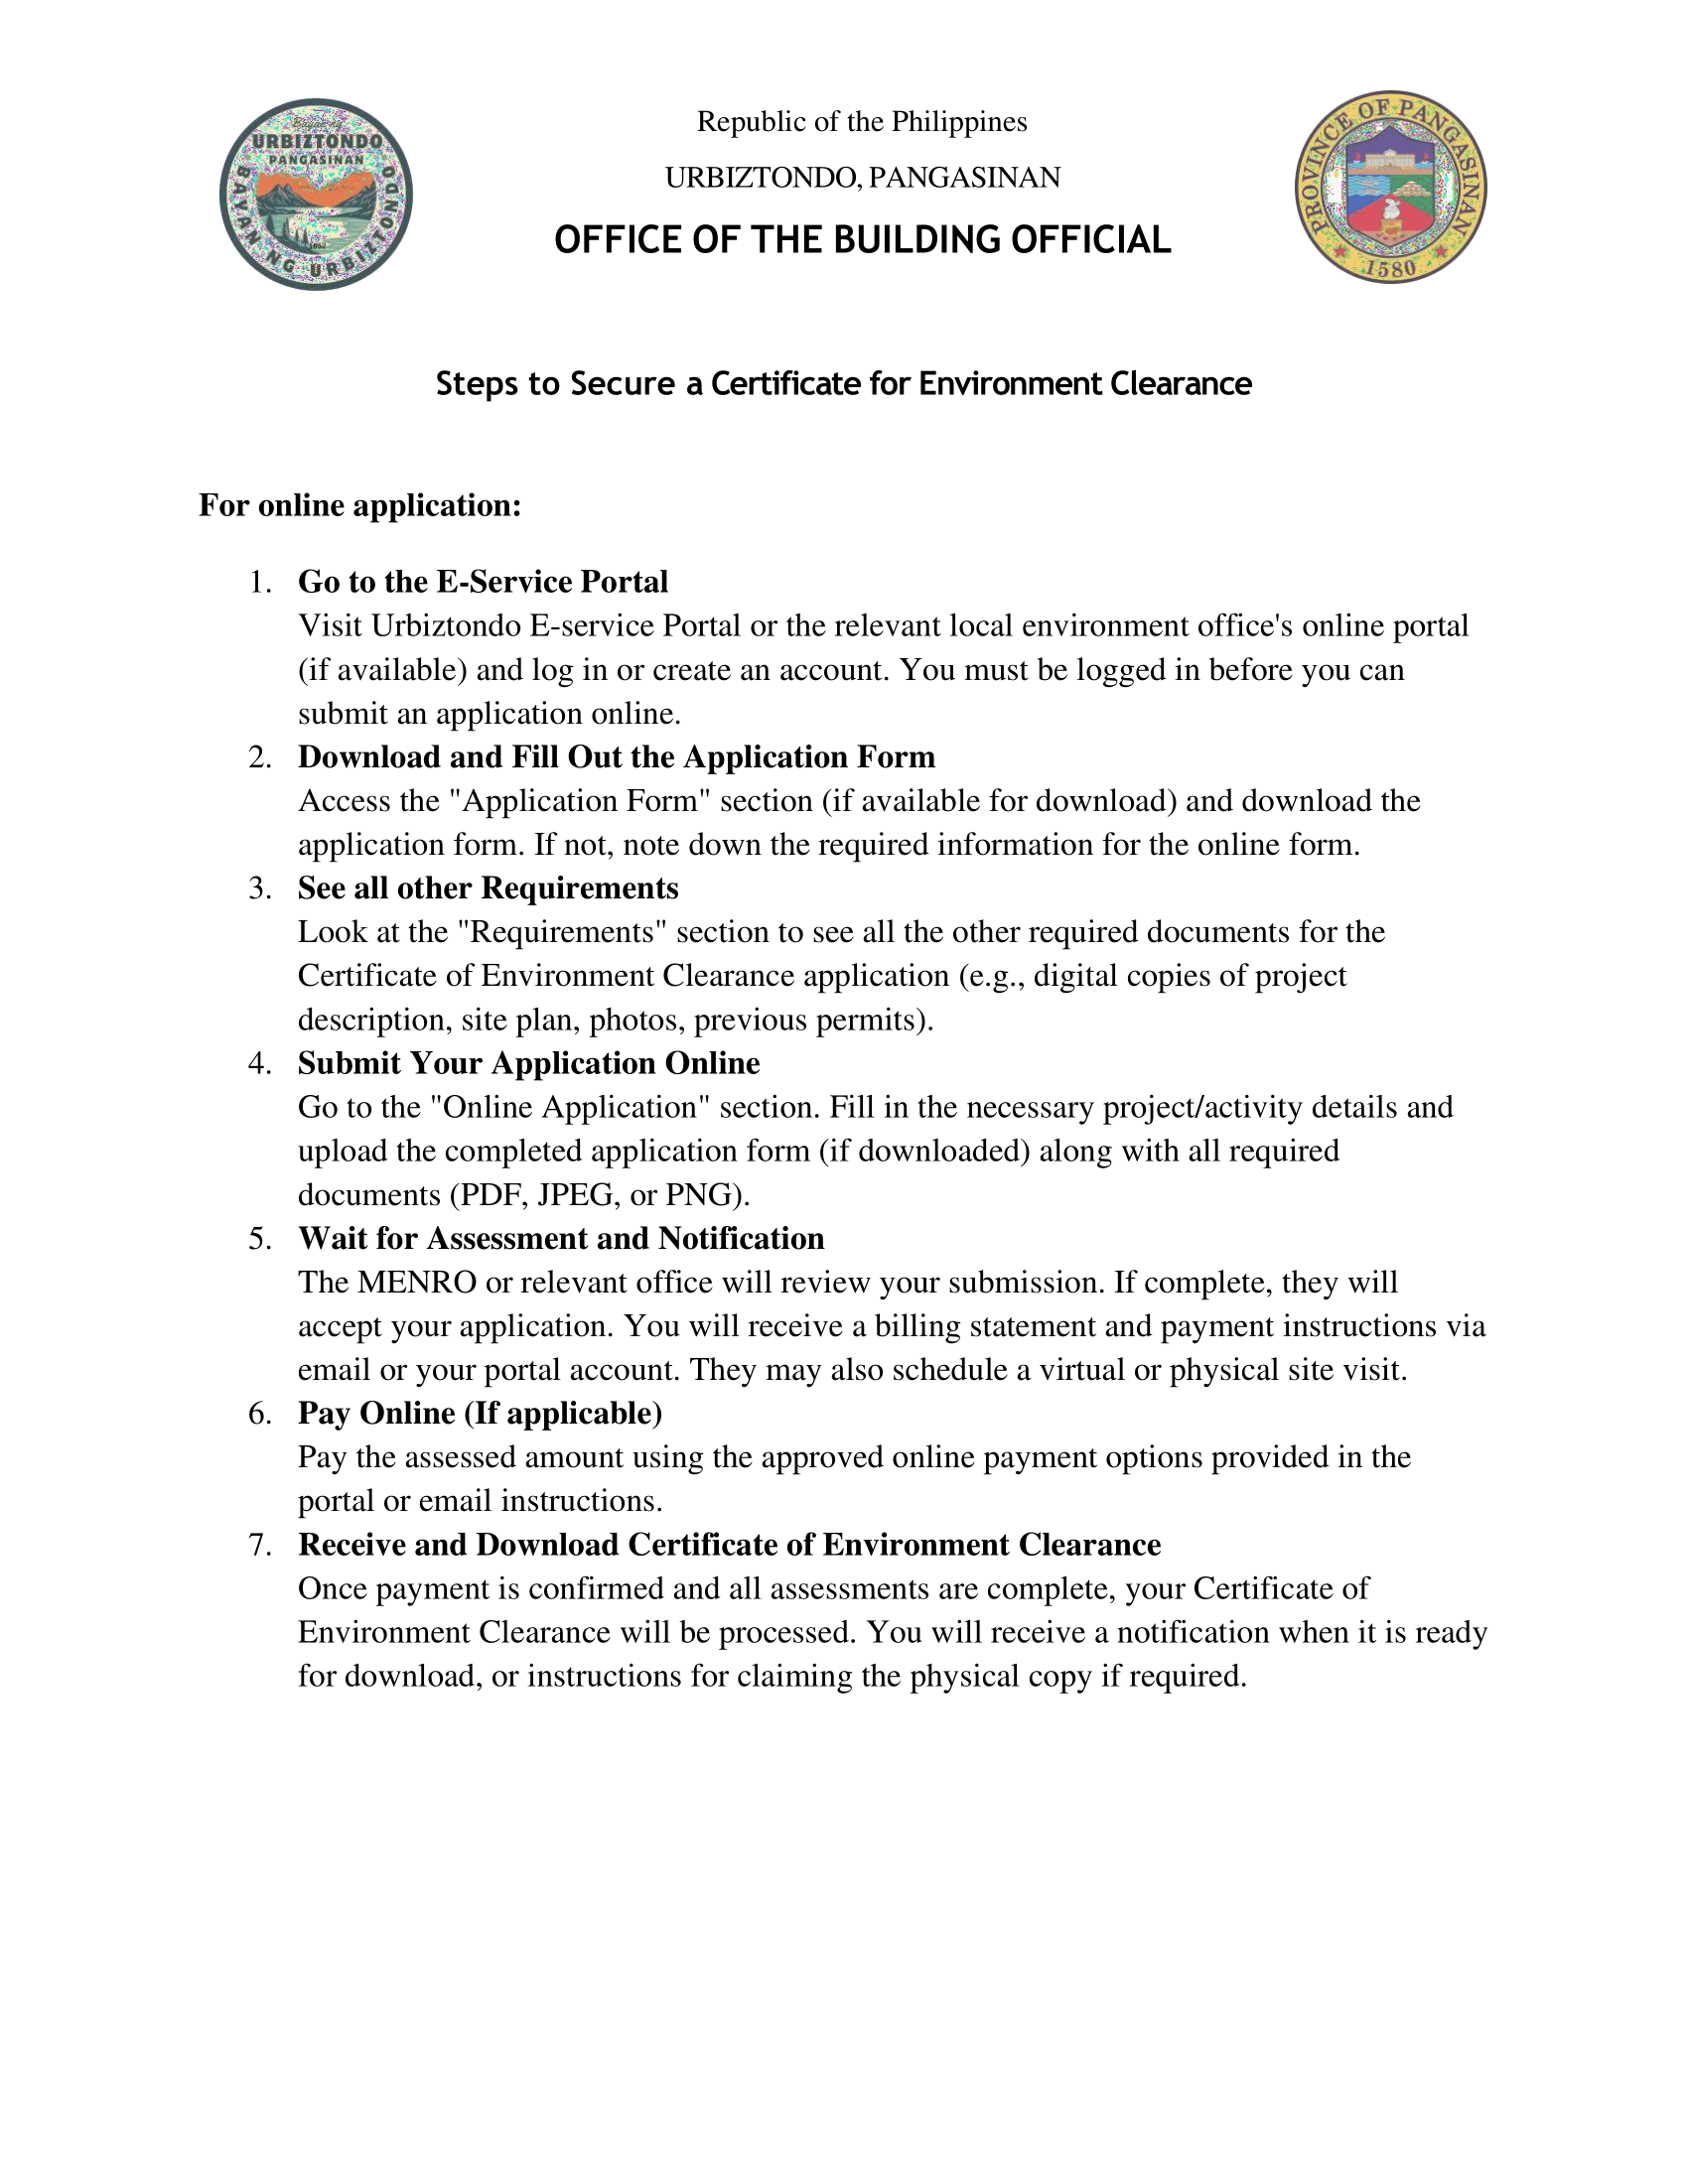 Bayan ng
URBIZTONDO
PANGASINAN
BAYAN NG URBIZTONDO
Republic of the Philippines
URBIZTONDO, PANGASINAN
OFFICE OF THE BUILDING OFFICIAL
PROVINCE OF PANGASINAN
1580
Steps to Secure a Certificate for Environment Clearance
For online application:
1. Go to the E-Service Portal
Visit Urbiztondo E-service Portal or the relevant local environment office's online portal
(if available) and log in or create an account. You must be logged in before you can
submit an application online.
2. Download and Fill Out the Application Form
Access the "Application Form" section (if available for download) and download the
application form. If not, note down the required information for the online form.
3. See all other Requirements
Look at the "Requirements" section to see all the other required documents for the
Certificate of Environment Clearance application (e.g., digital copies of project
description, site plan, photos, previous permits).
4. Submit Your Application Online
Go to the "Online Application" section. Fill in the necessary project/activity details and
upload the completed application form (if downloaded) along with all required
documents (PDF, JPEG, or PNG).
5. Wait for Assessment and Notification
The MENRO or relevant office will review your submission. If complete, they will
accept your application. You will receive a billing statement and payment instructions via
email or your portal account. They may also schedule a virtual or physical site visit.
6. Pay Online (If applicable)
Pay the assessed amount using the approved online payment options provided in the
portal or email instructions.
7. Receive and Download Certificate of Environment Clearance
Once payment is confirmed and all assessments are complete, your Certificate of
Environment Clearance will be processed. You will receive a notification when it is ready
for download, or instructions for claiming the physical copy if required.